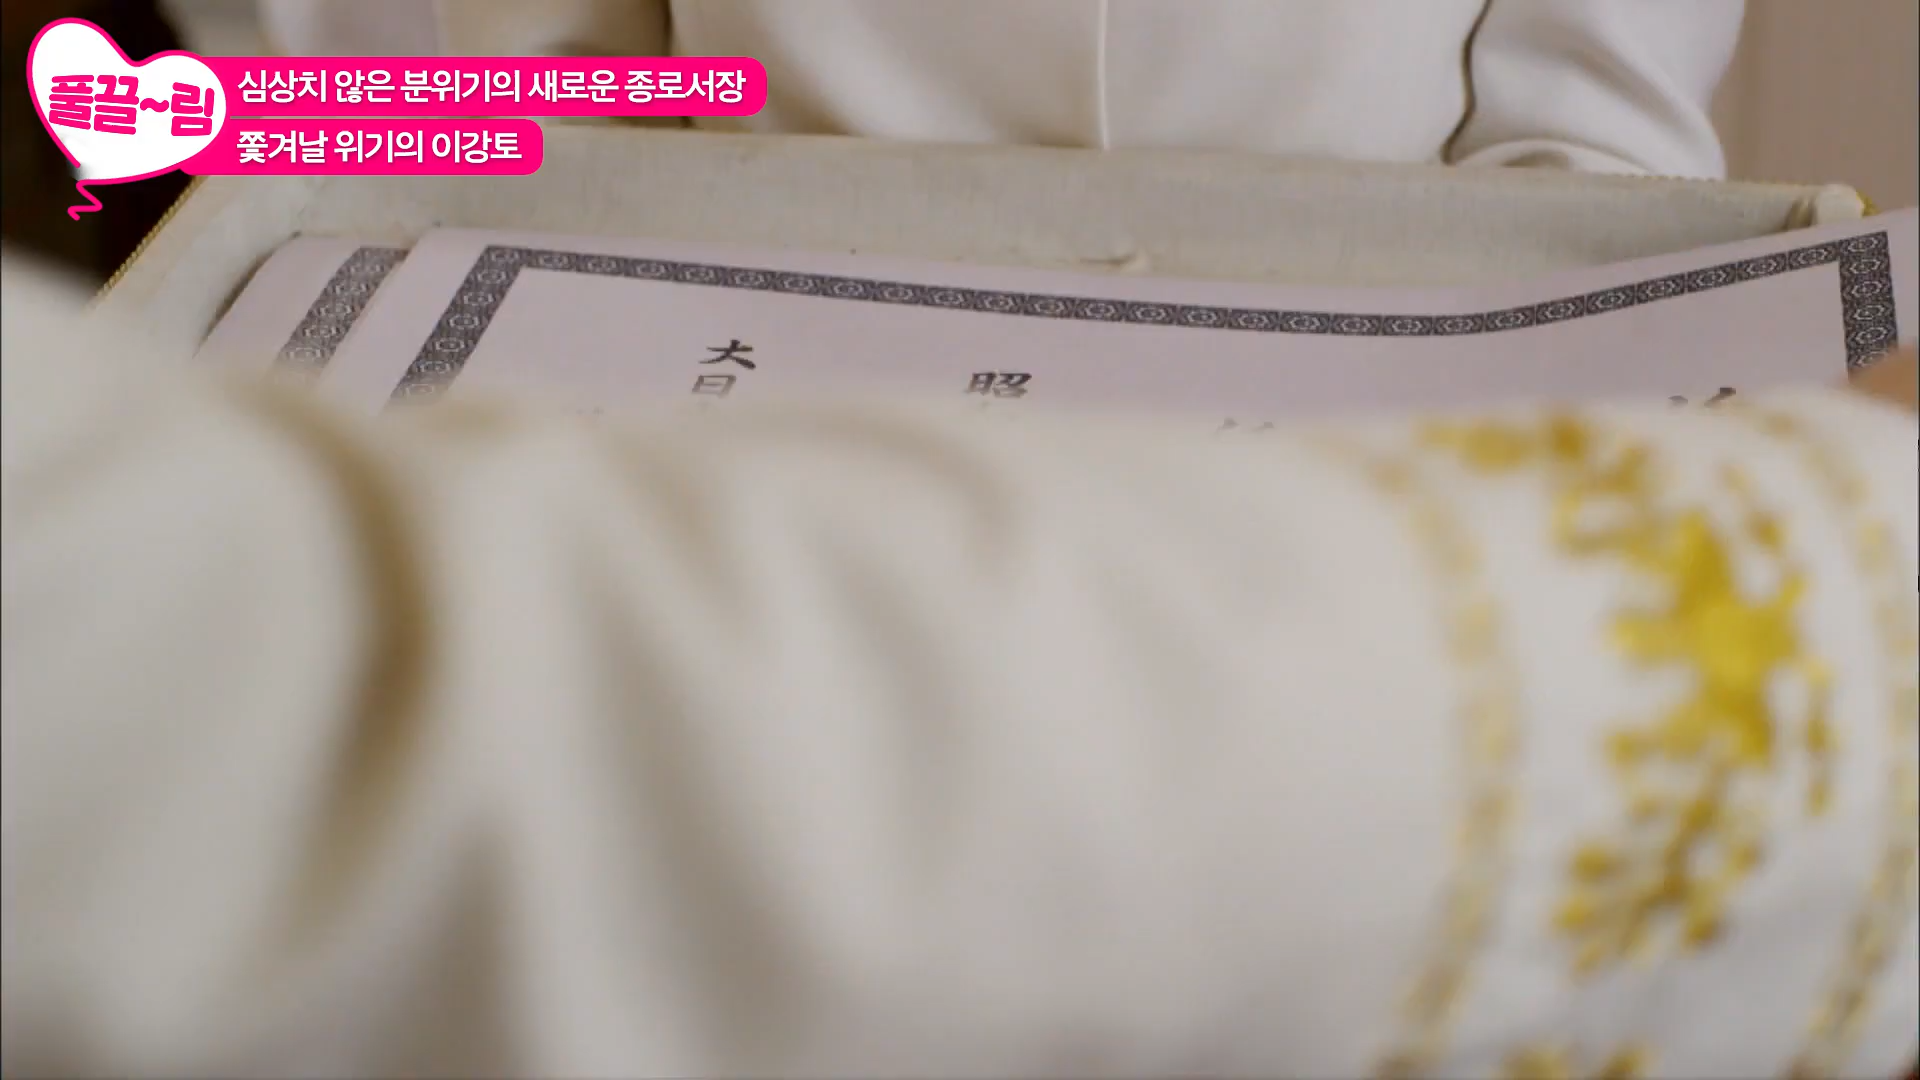 풀끌~림
심상치 않은 분위기의 새로운 종로서장
쫓겨날 위기의 이강토
大日
昭